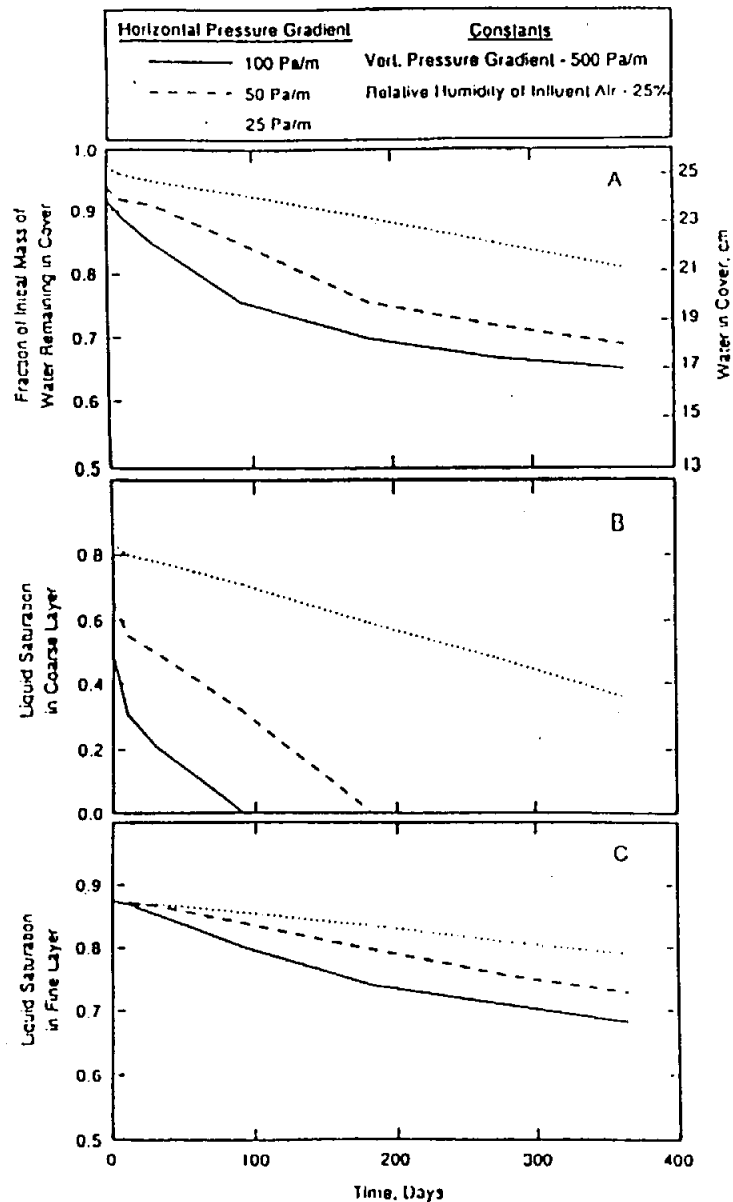 Horizontal Pressure Gradient
100 Pa/m
50 Pa/m
25 Pa/m
Constants
Vert. Pressure Gradient - 500 Pa/m
Relative Humidity of Influent Air - 25%
Fraction of Initial Mass of
Water Remaining in Cover
1.0
0.9
0.8
0.7
0.6
0.5
A
25
23
21
19
17
15
13
Water in Cover, cm
Liquid Saturation
in Coarse Layer
0.8
0.6
0.4
0.2
0.0
B
Liquid Saturation
in Fine Layer
0.9
0.8
0.7
0.6
0.5
C
0
100
200
300
400
Time, Days